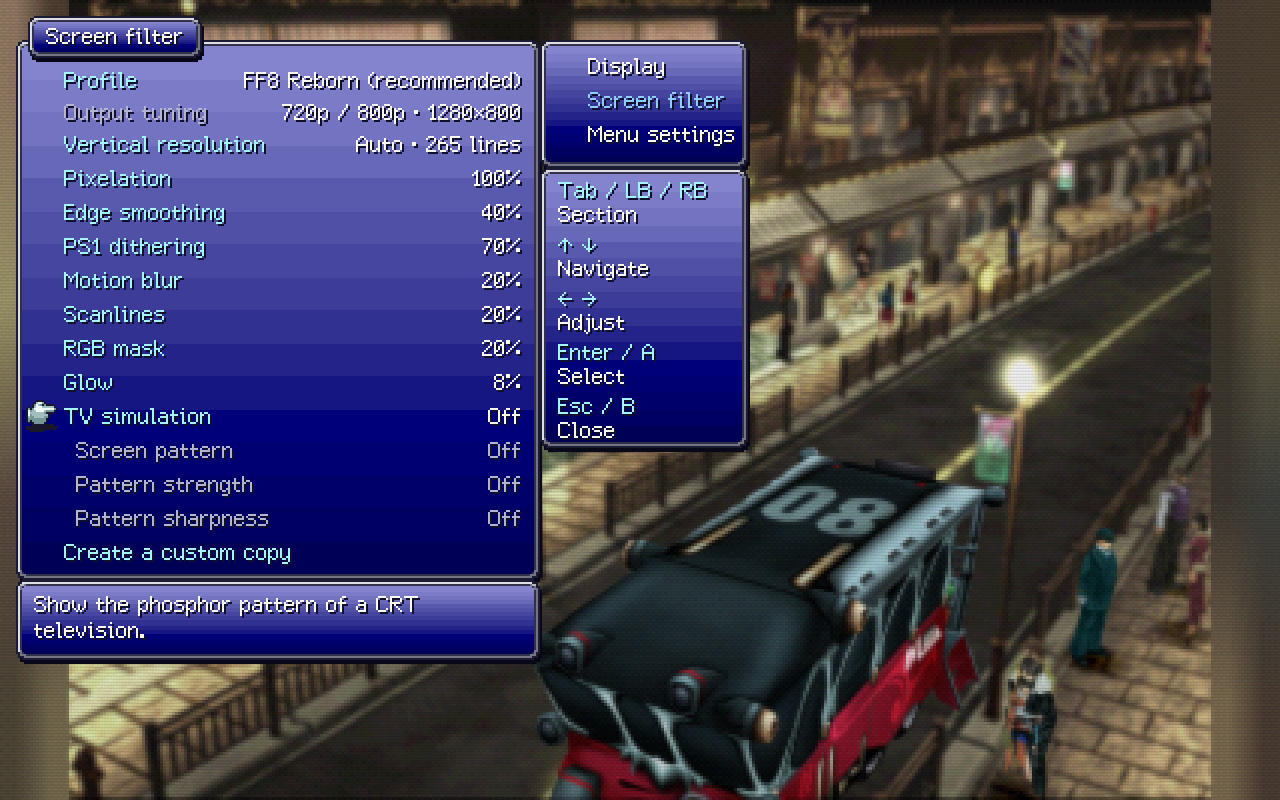 Screen filter
Profile FF8 Reborn (recommended)
Output tuning 720p / 800p · 1280x800
Vertical resolution Auto · 265 lines
Pixelation 100%
Edge smoothing 40%
PS1 dithering 70%
Motion blur 20%
Scanlines 20%
RGB mask 20%
Glow 8%
TV simulation Off
Screen pattern Off
Pattern strength Off
Pattern sharpness Off
Create a custom copy
Show the phosphor pattern of a CRT
television.
Display
Screen filter
Menu settings
Tab / LB / RB
Section
↑ ↓
Navigate
← →
Adjust
Enter / A
Select
Esc / B
Close
08